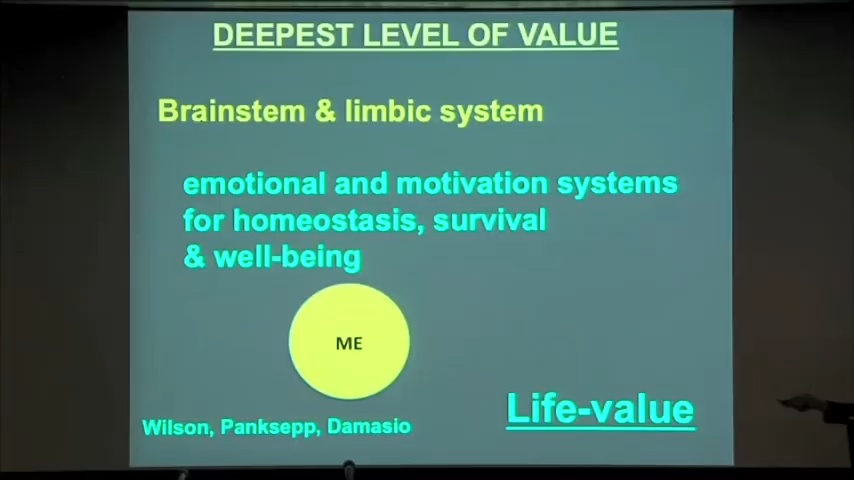 DEEPEST LEVEL OF VALUE
Brainstem & limbic system
emotional and motivation systems
for homeostasis, survival
& well-being
ME
Life-value
Wilson, Panksepp, Damasio